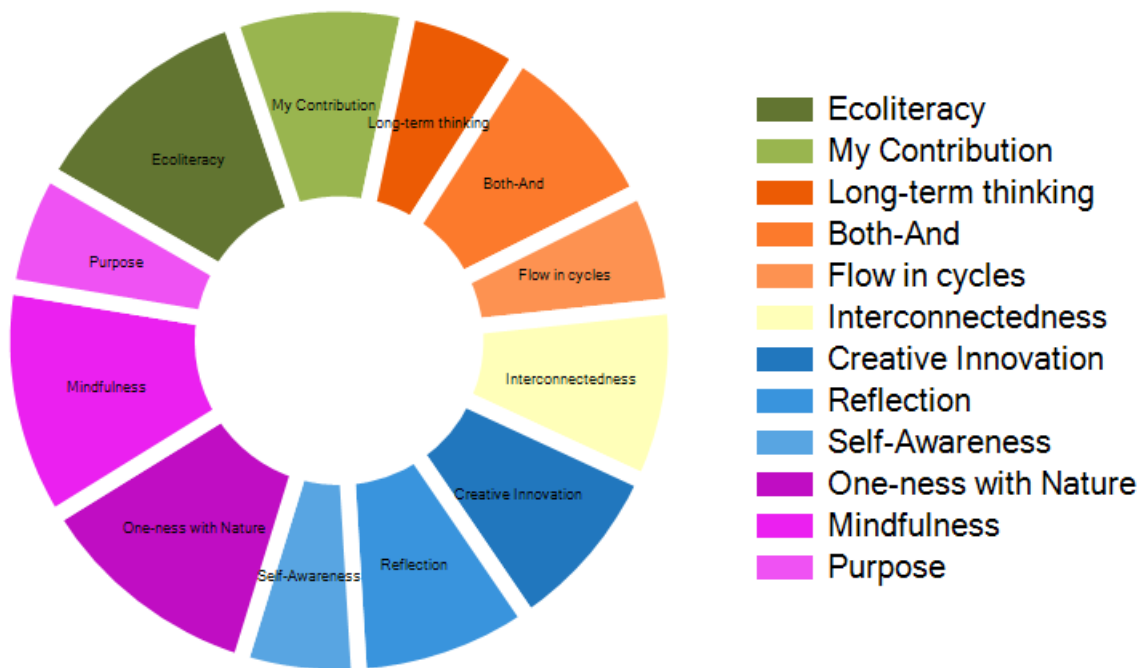 My Contribution
Long-term thinking
Ecoliteracy
Both-And
Purpose
Flow in cycles
Mindfulness
Interconnectedness
Creative Innovation
One-ness with Nature
Reflection
Self-Awareness
Ecoliteracy
My Contribution
Long-term thinking
Both-And
Flow in cycles
Interconnectedness
Creative Innovation
Reflection
Self-Awareness
One-ness with Nature
Mindfulness
Purpose